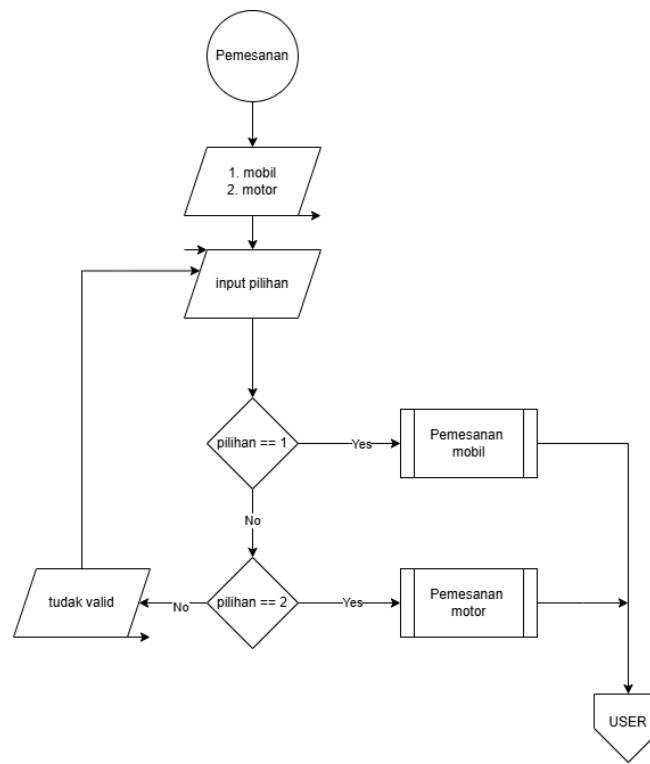 Pemesanan
1. mobil
2. motor
input pilihan
pilihan == 1
Yes
Pemesanan
mobil
No
tudak valid
No
pilihan == 2
Yes
Pemesanan
motor
USER